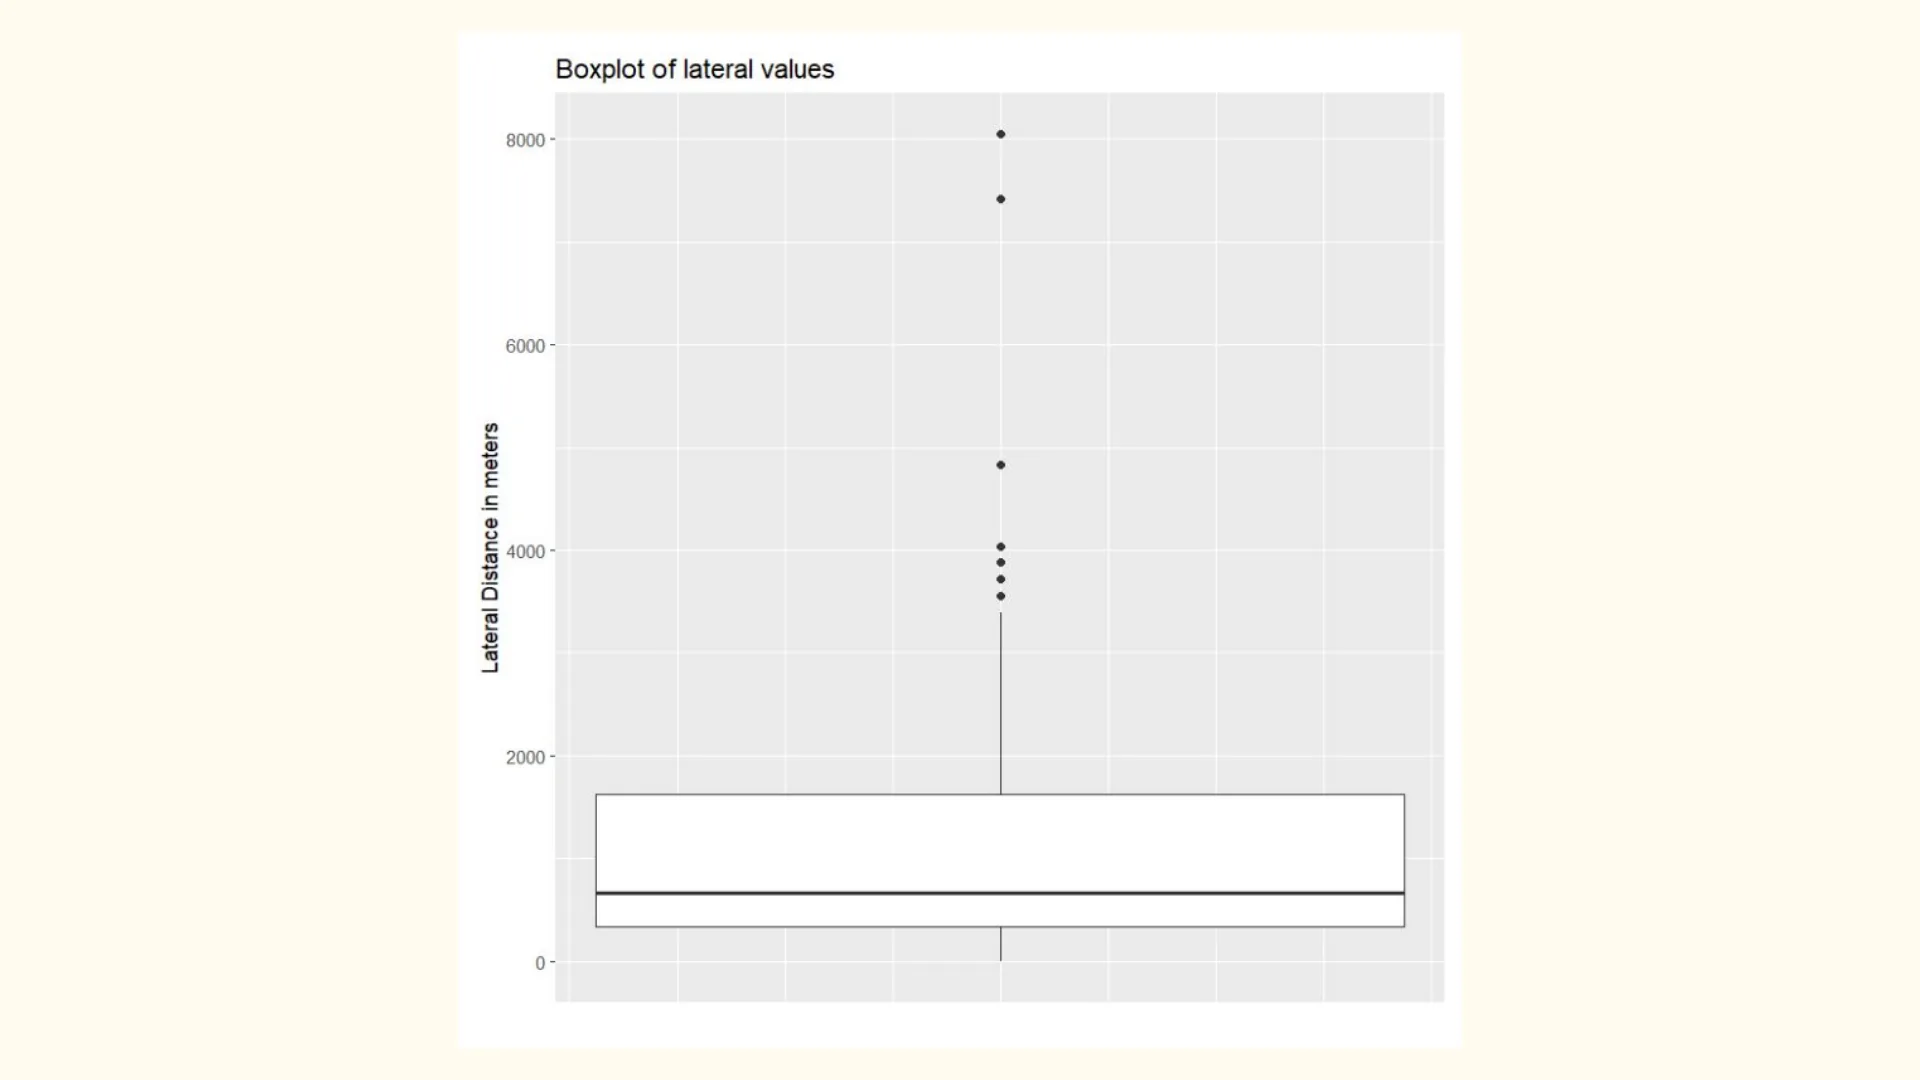 Boxplot of lateral values
8000
6000
4000
2000
0
Lateral Distance in meters